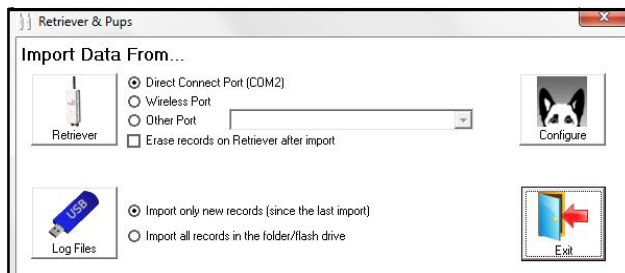 Retriever & Pups
Import Data From...
Direct Connect Port (COM2)
Wireless Port
Other Port
Erase records on Retriever after import
Retriever
Configure
USB
Import only new records (since the last import)
Import all records in the folder/flash drive
Log Files
Exit